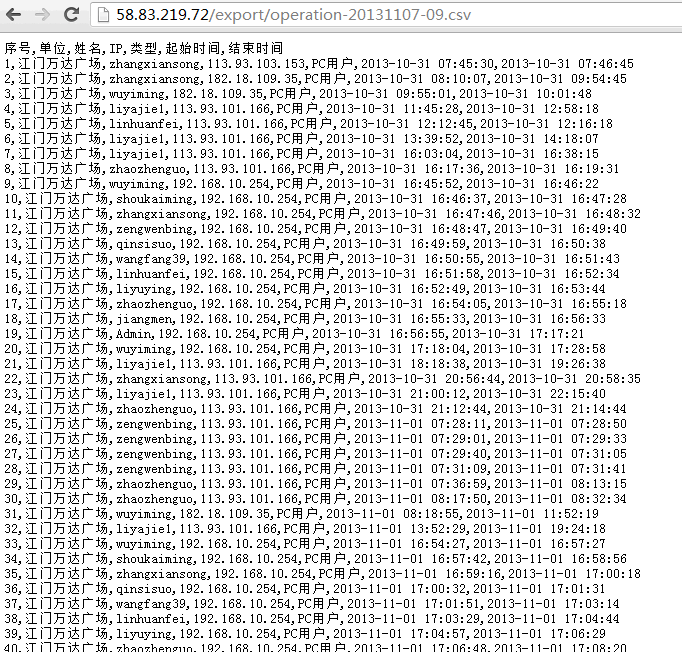 58.83.219.72/export/operation-20131107-09.csv
序号,单位,姓名,IP,类型,起始时间,结束时间
1,江门万达广场,zhangxiansong,113.93.103.153,PC用户,2013-10-31 07:45:30,2013-10-31 07:46:45
2,江门万达广场,zhangxiansong,182.18.109.35,PC用户,2013-10-31 08:10:07,2013-10-31 09:54:45
3,江门万达广场,wuyiming,182.18.109.35,PC用户,2013-10-31 09:55:01,2013-10-31 10:01:48
4,江门万达广场,liyajie1,113.93.101.166,PC用户,2013-10-31 11:45:28,2013-10-31 12:58:18
5,江门万达广场,linhuanfei,113.93.101.166,PC用户,2013-10-31 12:12:45,2013-10-31 12:16:18
6,江门万达广场,liyajie1,113.93.101.166,PC用户,2013-10-31 13:39:52,2013-10-31 14:18:07
7,江门万达广场,liyajie1,113.93.101.166,PC用户,2013-10-31 16:03:04,2013-10-31 16:38:15
8,江门万达广场,zhaozhenguo,113.93.101.166,PC用户,2013-10-31 16:17:36,2013-10-31 16:19:31
9,江门万达广场,wuyiming,192.168.10.254,PC用户,2013-10-31 16:45:52,2013-10-31 16:46:22
10,江门万达广场,shoukaiming,192.168.10.254,PC用户,2013-10-31 16:46:37,2013-10-31 16:47:28
11,江门万达广场,zhangxiansong,192.168.10.254,PC用户,2013-10-31 16:47:46,2013-10-31 16:48:32
12,江门万达广场,zengwenbing,192.168.10.254,PC用户,2013-10-31 16:48:47,2013-10-31 16:49:40
13,江门万达广场,qinsisuo,192.168.10.254,PC用户,2013-10-31 16:49:59,2013-10-31 16:50:38
14,江门万达广场,wangfang39,192.168.10.254,PC用户,2013-10-31 16:50:55,2013-10-31 16:51:43
15,江门万达广场,linhuanfei,192.168.10.254,PC用户,2013-10-31 16:51:58,2013-10-31 16:52:34
16,江门万达广场,liyuying,192.168.10.254,PC用户,2013-10-31 16:52:49,2013-10-31 16:53:44
17,江门万达广场,zhaozhenguo,192.168.10.254,PC用户,2013-10-31 16:54:05,2013-10-31 16:55:18
18,江门万达广场,jiangmen,192.168.10.254,PC用户,2013-10-31 16:55:33,2013-10-31 16:56:33
19,江门万达广场,Admin,192.168.10.254,PC用户,2013-10-31 16:56:55,2013-10-31 17:17:21
20,江门万达广场,wuyiming,192.168.10.254,PC用户,2013-10-31 17:18:04,2013-10-31 17:28:58
21,江门万达广场,liyajie1,113.93.101.166,PC用户,2013-10-31 18:18:38,2013-10-31 19:26:38
22,江门万达广场,zhangxiansong,113.93.101.166,PC用户,2013-10-31 20:56:44,2013-10-31 20:58:35
23,江门万达广场,liyajie1,113.93.101.166,PC用户,2013-10-31 21:00:12,2013-10-31 22:15:40
24,江门万达广场,zhaozhenguo,113.93.101.166,PC用户,2013-10-31 21:12:44,2013-10-31 21:14:44
25,江门万达广场,zengwenbing,113.93.101.166,PC用户,2013-11-01 07:28:11,2013-11-01 07:28:50
26,江门万达广场,zengwenbing,113.93.101.166,PC用户,2013-11-01 07:29:01,2013-11-01 07:29:33
27,江门万达广场,zengwenbing,113.93.101.166,PC用户,2013-11-01 07:29:40,2013-11-01 07:31:05
28,江门万达广场,zengwenbing,113.93.101.166,PC用户,2013-11-01 07:31:09,2013-11-01 07:31:41
29,江门万达广场,zhaozhenguo,113.93.101.166,PC用户,2013-11-01 07:36:59,2013-11-01 08:13:15
30,江门万达广场,zhaozhenguo,113.93.101.166,PC用户,2013-11-01 08:17:50,2013-11-01 08:32:34
31,江门万达广场,wuyiming,182.18.109.35,PC用户,2013-11-01 08:18:55,2013-11-01 11:52:19
32,江门万达广场,liyajie1,113.93.101.166,PC用户,2013-11-01 13:52:29,2013-11-01 19:24:18
33,江门万达广场,wuyiming,192.168.10.254,PC用户,2013-11-01 16:54:27,2013-11-01 16:57:27
34,江门万达广场,shoukaiming,192.168.10.254,PC用户,2013-11-01 16:57:42,2013-11-01 16:58:56
35,江门万达广场,zhangxiansong,192.168.10.254,PC用户,2013-11-01 16:59:16,2013-11-01 17:00:18
36,江门万达广场,qinsisuo,192.168.10.254,PC用户,2013-11-01 17:00:32,2013-11-01 17:01:31
37,江门万达广场,wangfang39,192.168.10.254,PC用户,2013-11-01 17:01:51,2013-11-01 17:03:14
38,江门万达广场,linhuanfei,192.168.10.254,PC用户,2013-11-01 17:03:29,2013-11-01 17:04:44
39,江门万达广场,liyuying,192.168.10.254,PC用户,2013-11-01 17:04:57,2013-11-01 17:06:29
40,江门万达广场,zhaozhenguo,192.168.10.254,PC用户,2013-11-01 17:06:48,2013-11-01 17:08:20